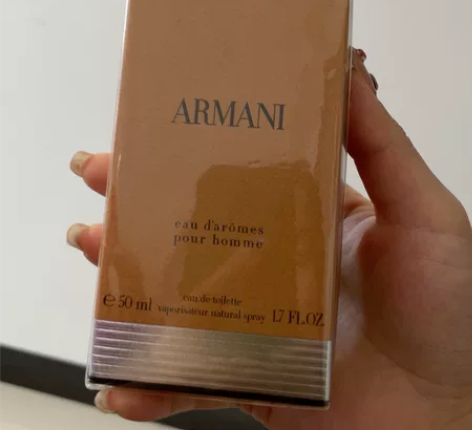 ARMANI
eau d'arômes
pour homme
eau de toilette
℮ 50 ml vaporisateur natural spray 1.7 FL.OZ